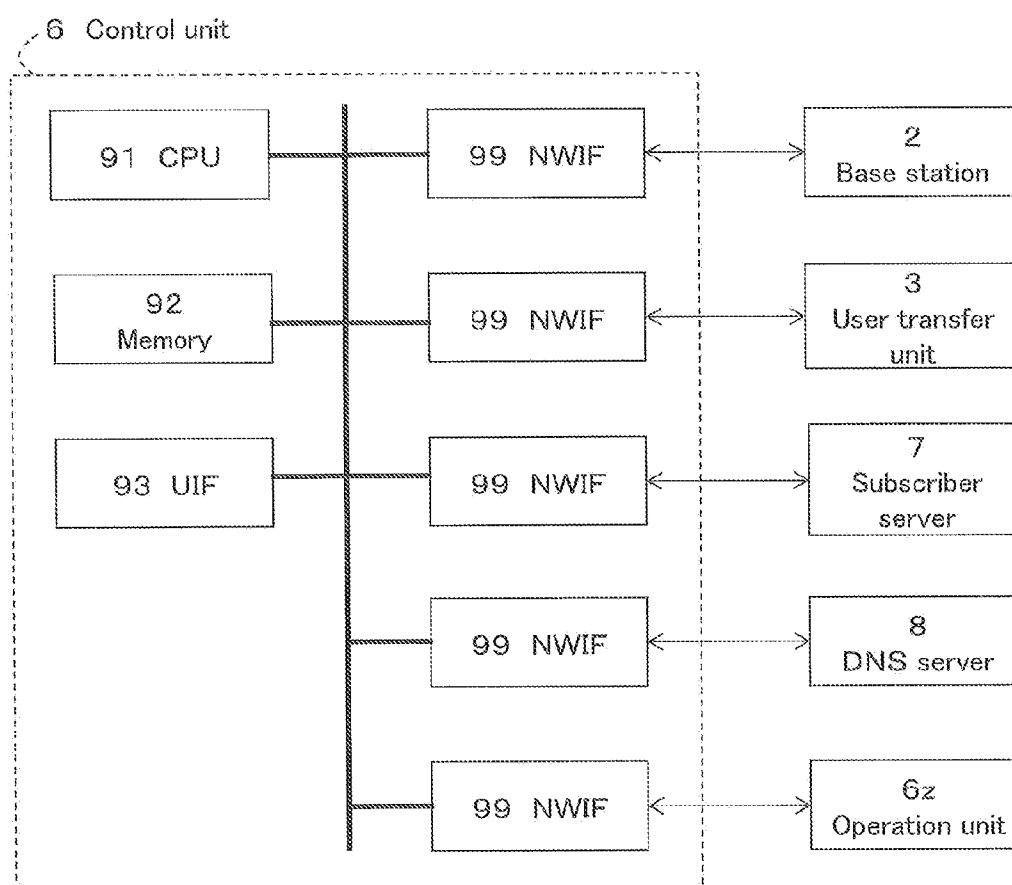 6 Control unit
91 CPU
99 NWIF
2
Base station
92
Memory
99 NWIF
3
User transfer
unit
93 UIF
99 NWIF
7
Subscriber
server
99 NWIF
8
DNS server
99 NWIF
6z
Operation unit